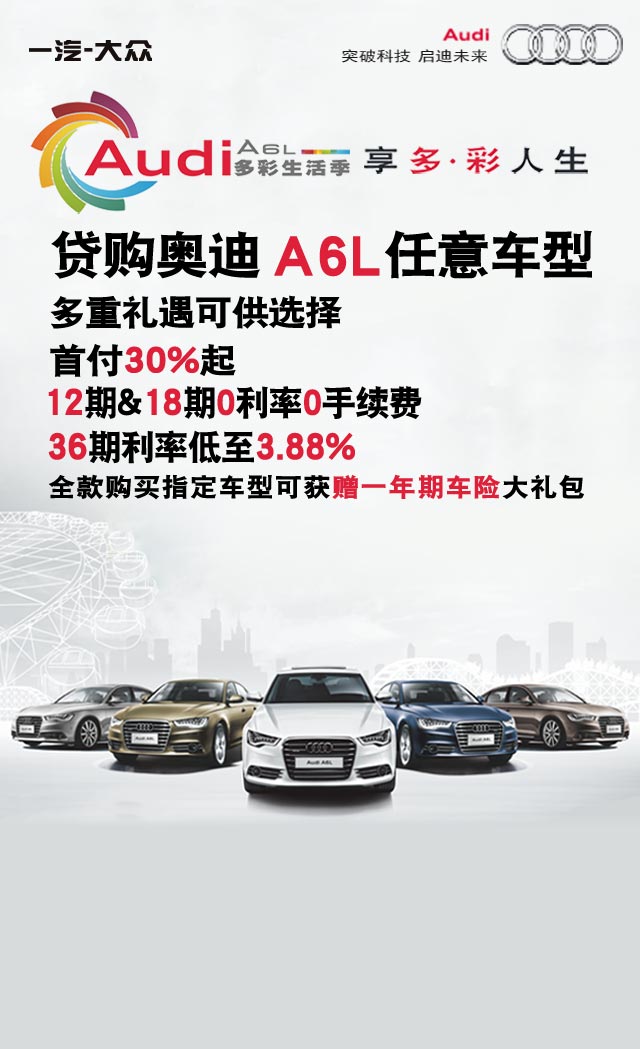 一汽-大众
Audi
突破科技 启迪未来
Audi A6L 多彩生活季 享多·彩人生
贷购奥迪 A6L任意车型
多重礼遇可供选择
首付30%起
12期&18期0利率0手续费
36期利率低至3.88%
全款购买指定车型可获赠一年期车险大礼包
Audi A6L